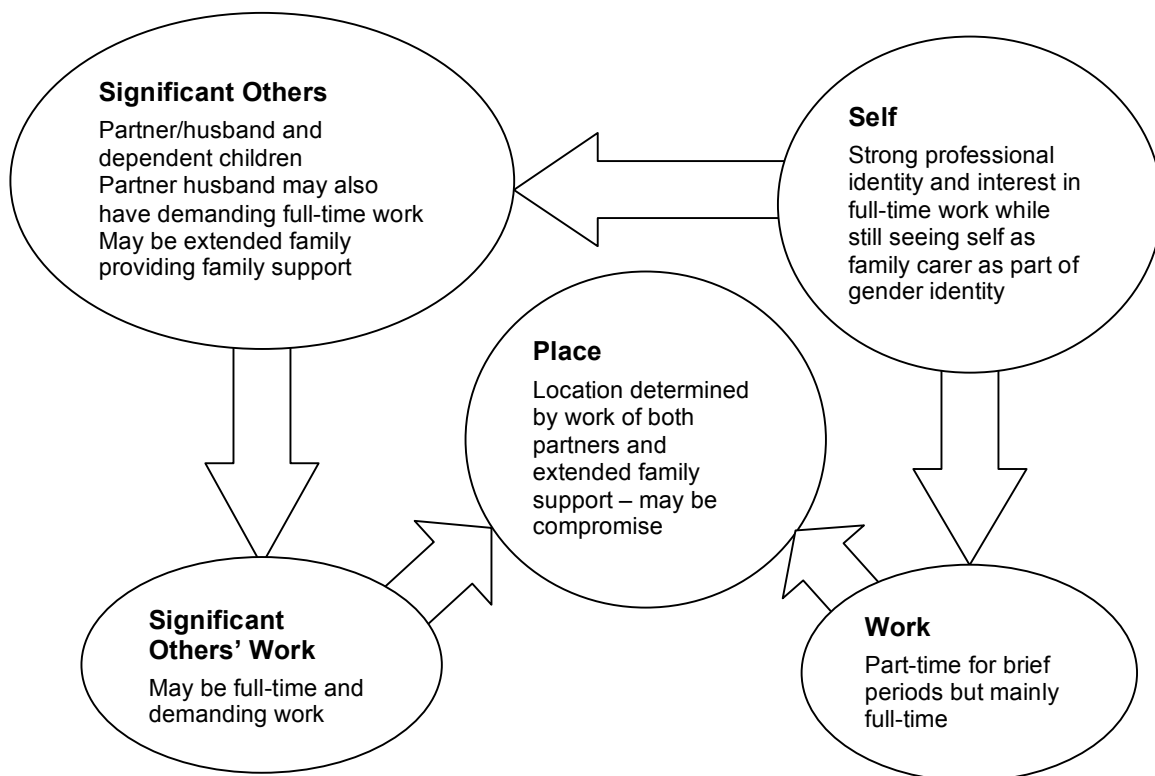 Significant Others
Partner/husband and
dependent children
Partner husband may also
have demanding full-time work
May be extended family
providing family support
Self
Strong professional
identity and interest in
full-time work while
still seeing self as
family carer as part of
gender identity
Place
Location determined
by work of both
partners and
extended family
support – may be
compromise
Significant
Others’ Work
May be full-time and
demanding work
Work
Part-time for brief
periods but mainly
full-time